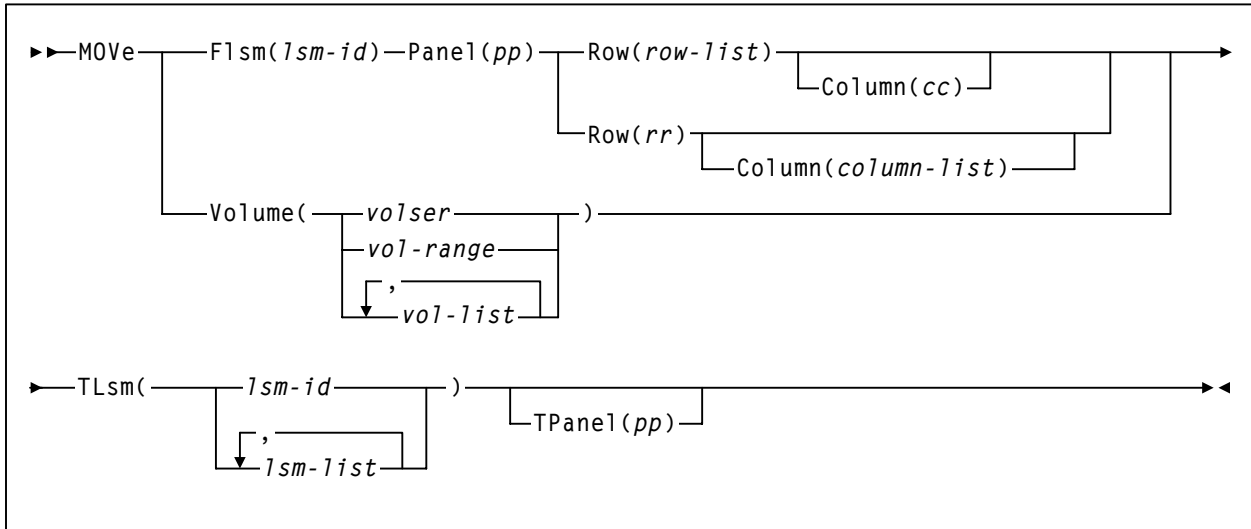 MOVe Flsm(lsm-id) Panel(pp) Row(row-list)
Column(cc)
Row(rr)
Column(column-list)
Volume( volser )
vol-range
,
vol-list
TLsm( lsm-id ) TPanel(pp)
,
lsm-list